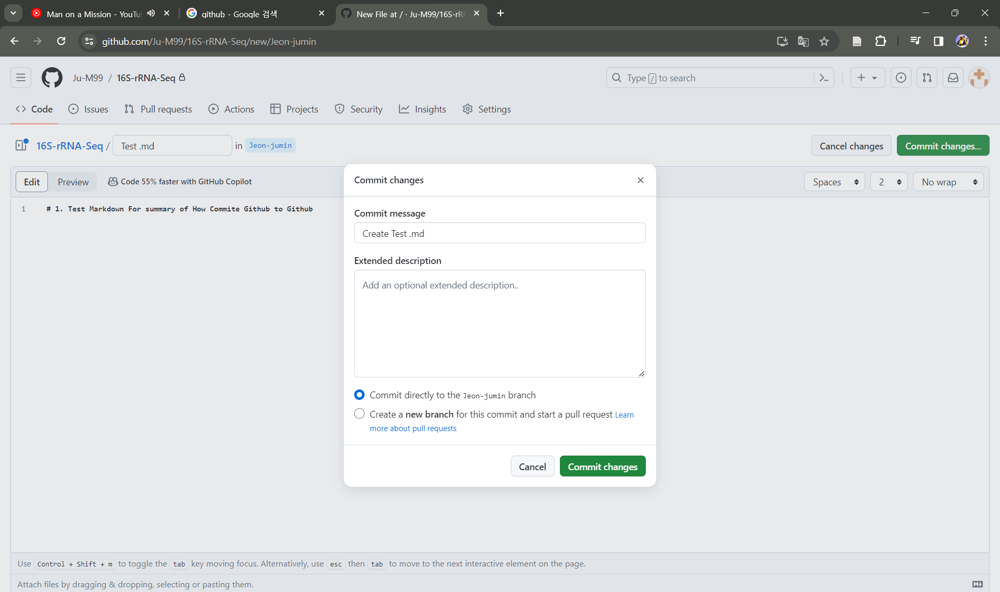 Man on a Mission - YouTu
github - Google 검색
New File at / · Ju-M99/16S-rR
github.com/Ju-M99/16S-rRNA-Seq/new/Jeon-jumin
Ju-M99 / 16S-rRNA-Seq
Type / to search
Code Issues Pull requests Actions Projects Security Insights Settings
16S-rRNA-Seq / Test .md in Jeon-jumin
Cancel changes Commit changes...
Edit Preview Code 55% faster with GitHub Copilot
Spaces 2 No wrap
1 # 1. Test Markdown For summary of How Commite Github to Github
Commit changes
Commit message
Create Test .md
Extended description
Add an optional extended description..
Commit directly to the Jeon-jumin branch
Create a new branch for this commit and start a pull request Learn
more about pull requests
Cancel Commit changes
Use Control + Shift + m to toggle the tab key moving focus. Alternatively, use esc then tab to move to the next interactive element on the page.
Attach files by dragging & dropping, selecting or pasting them.